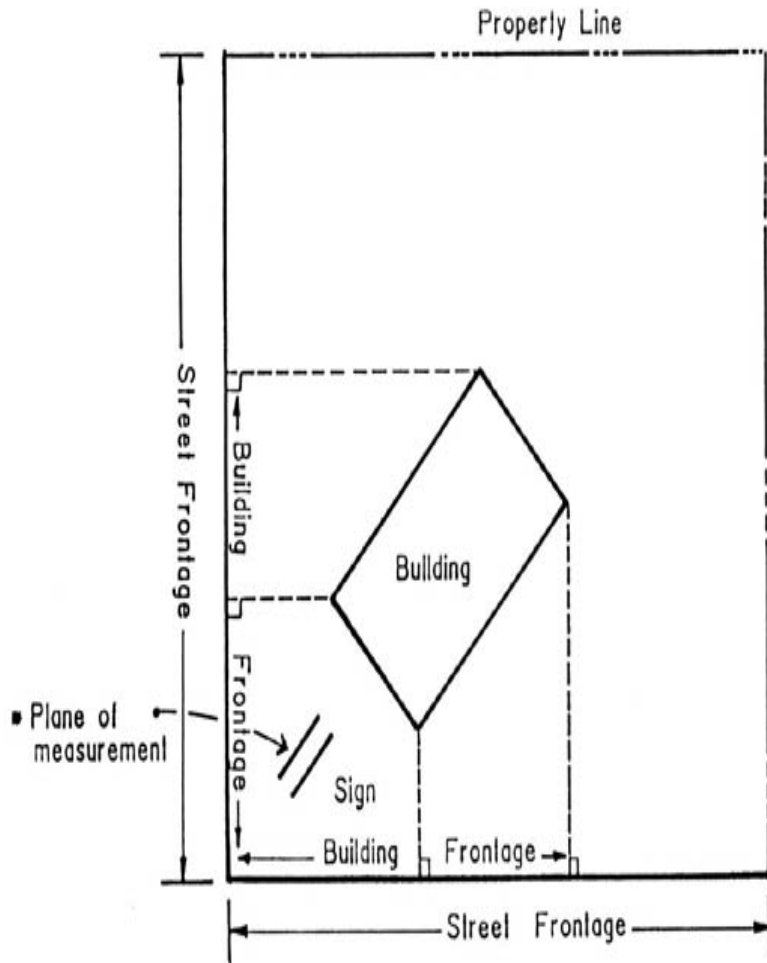 Property Line
Street Frontage
Building
Frontage
Building
▪ Plane of
measurement
Sign
Building Frontage
Street Frontage